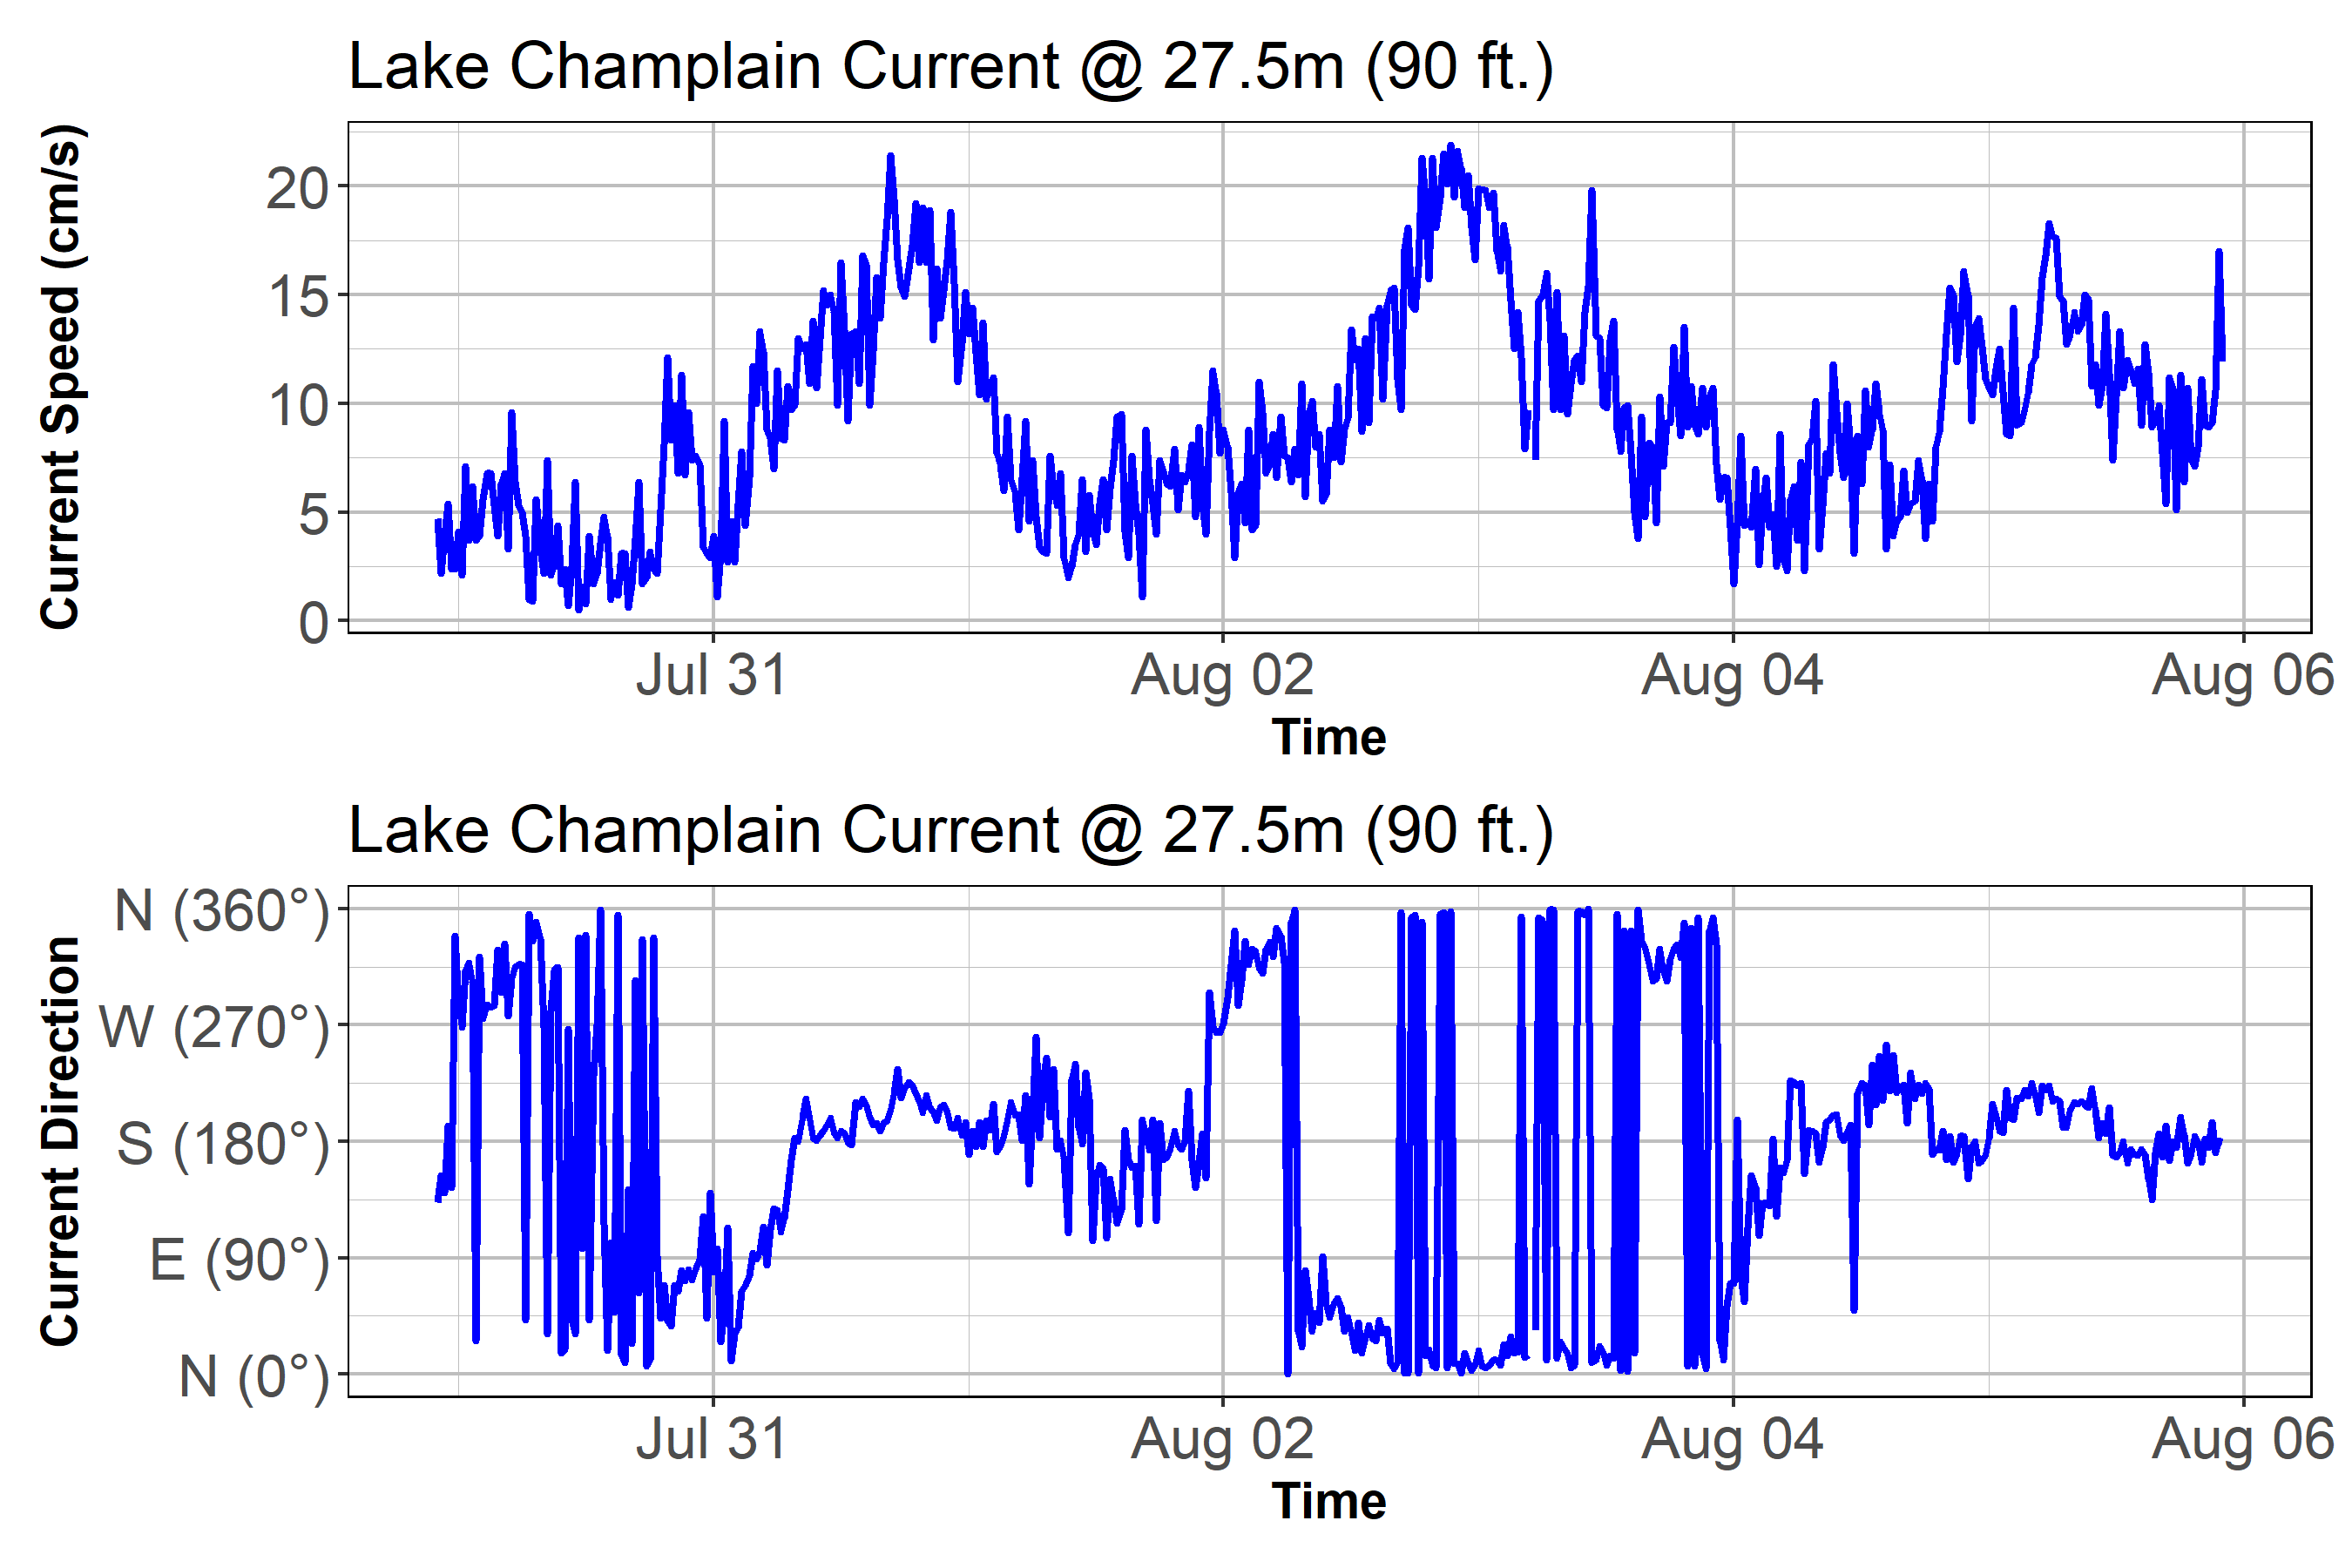 Lake Champlain Current @ 27.5m (90 ft.)
Current Speed (cm/s)
20
15
10
5
0
Jul 31
Aug 02
Aug 04
Aug 06
Time
Lake Champlain Current @ 27.5m (90 ft.)
Current Direction
N (360°)
W (270°)
S (180°)
E (90°)
N (0°)
Jul 31
Aug 02
Aug 04
Aug 06
Time